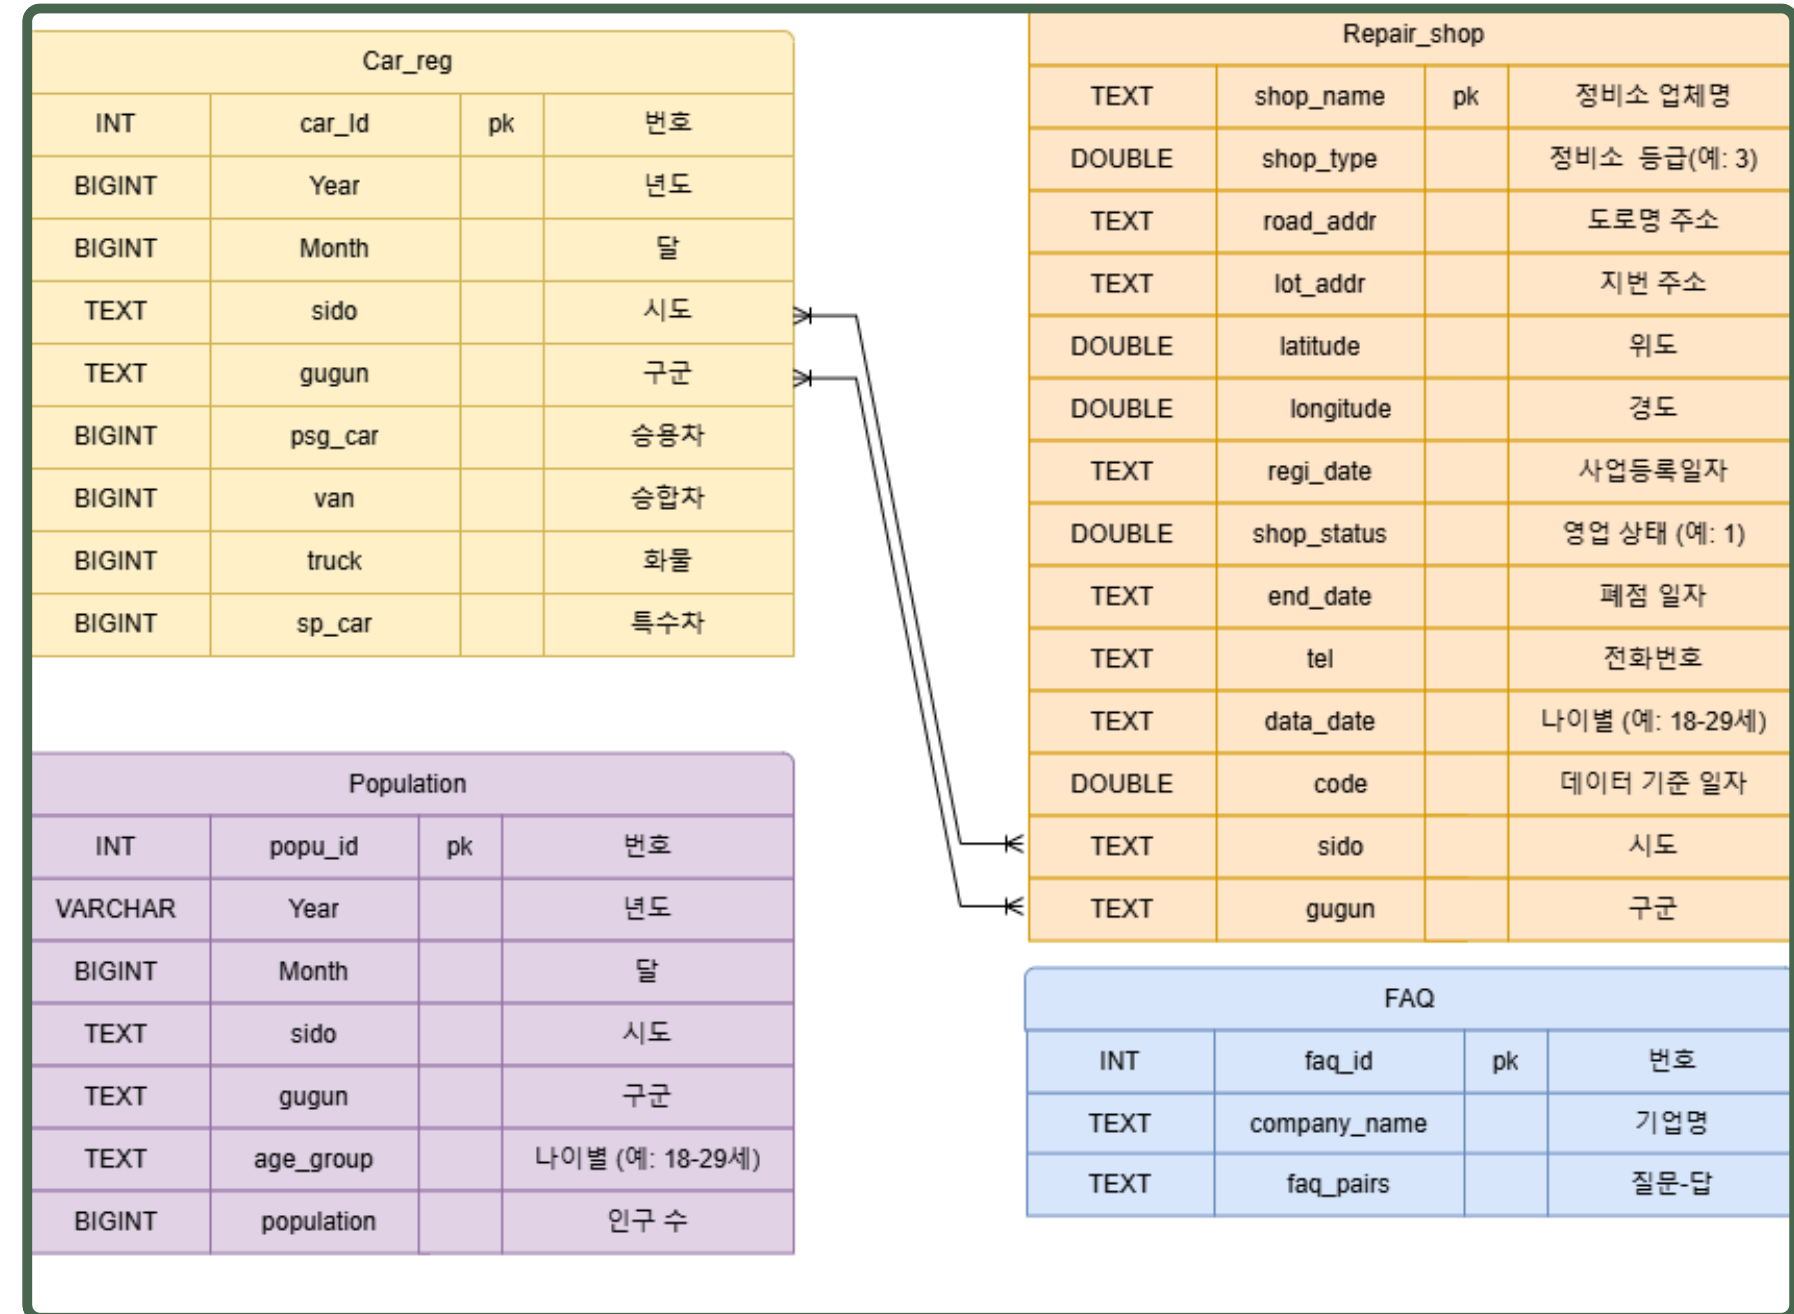 Car_reg
INT car_Id pk 번호
BIGINT Year 년도
BIGINT Month 달
TEXT sido 시도
TEXT gugun 구군
BIGINT psg_car 승용차
BIGINT van 승합차
BIGINT truck 화물
BIGINT sp_car 특수차
Population
INT popu_id pk 번호
VARCHAR Year 년도
BIGINT Month 달
TEXT sido 시도
TEXT gugun 구군
TEXT age_group 나이별 (예: 18-29세)
BIGINT population 인구 수
Repair_shop
TEXT shop_name pk 정비소 업체명
DOUBLE shop_type 정비소 등급(예: 3)
TEXT road_addr 도로명 주소
TEXT lot_addr 지번 주소
DOUBLE latitude 위도
DOUBLE longitude 경도
TEXT regi_date 사업등록일자
DOUBLE shop_status 영업 상태 (예: 1)
TEXT end_date 폐점 일자
TEXT tel 전화번호
TEXT data_date 나이별 (예: 18-29세)
DOUBLE code 데이터 기준 일자
TEXT sido 시도
TEXT gugun 구군
FAQ
INT faq_id pk 번호
TEXT company_name 기업명
TEXT faq_pairs 질문-답